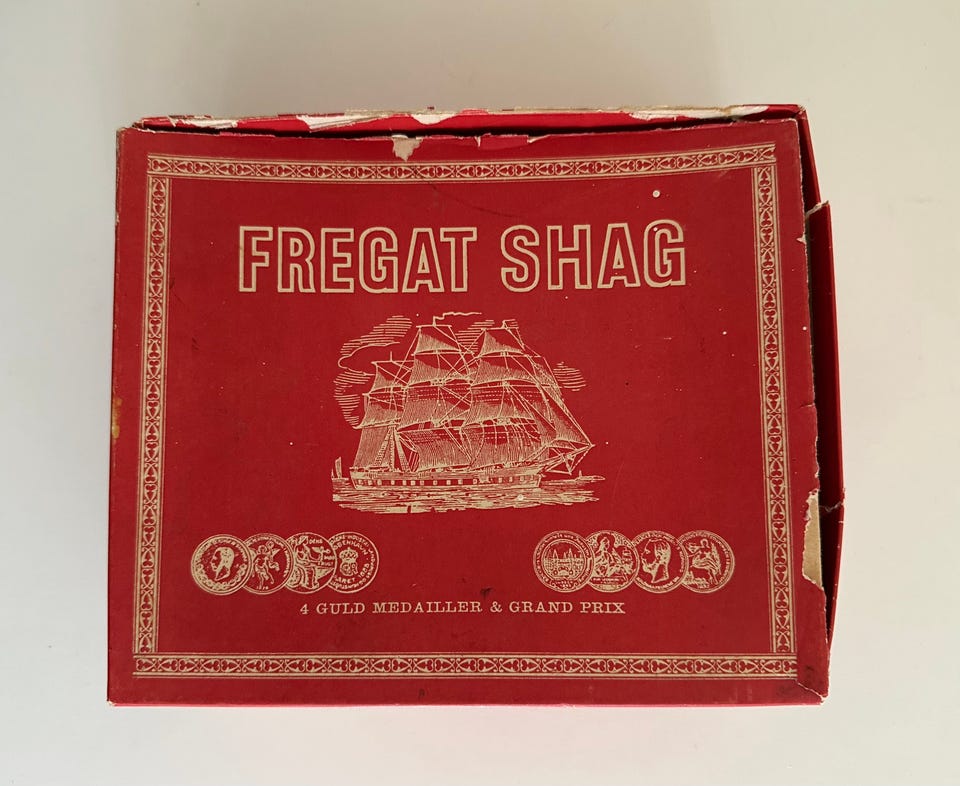 FREGAT SHAG
4 GULD MEDAILLER & GRAND PRIX